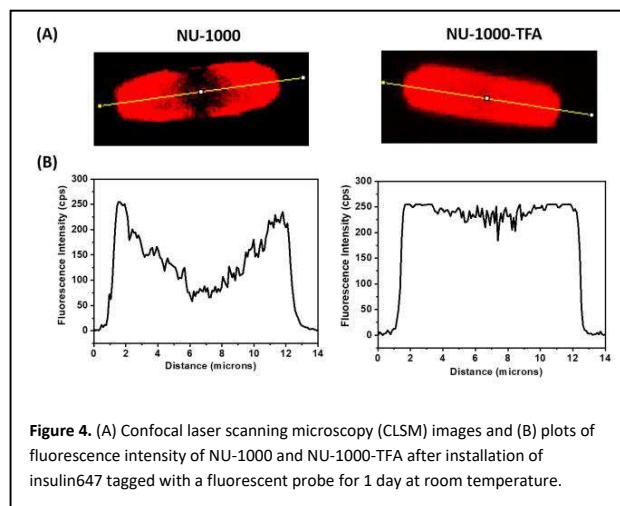 (A)
NU-1000
NU-1000-TFA
(B)
300
250
200
150
100
50
0
Fluorescence Intensity (cps)
0 2 4 6 8 10 12 14
Distance (microns)
300
250
200
150
100
50
0
Fluorescence Intensity (cps)
0 2 4 6 8 10 12 14
Distance (microns)
Figure 4. (A) Confocal laser scanning microscopy (CLSM) images and (B) plots of
fluorescence intensity of NU-1000 and NU-1000-TFA after installation of
insulin647 tagged with a fluorescent probe for 1 day at room temperature.